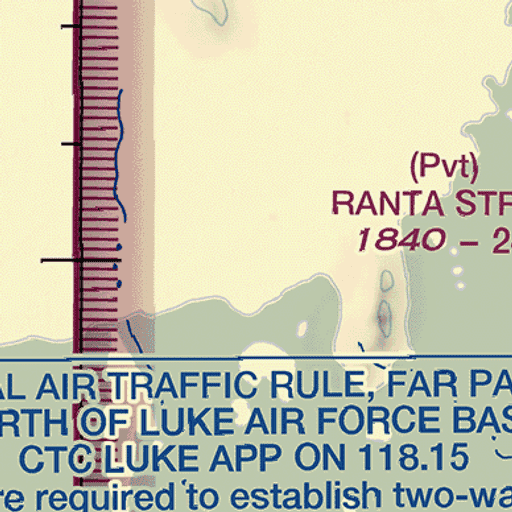 (Pvt)
RANTA STR
1840 – 2
AL AIR TRAFFIC RULE, FAR PA
RTH OF LUKE AIR FORCE BAS
CTC LUKE APP ON 118.15
re required to establish two-wa